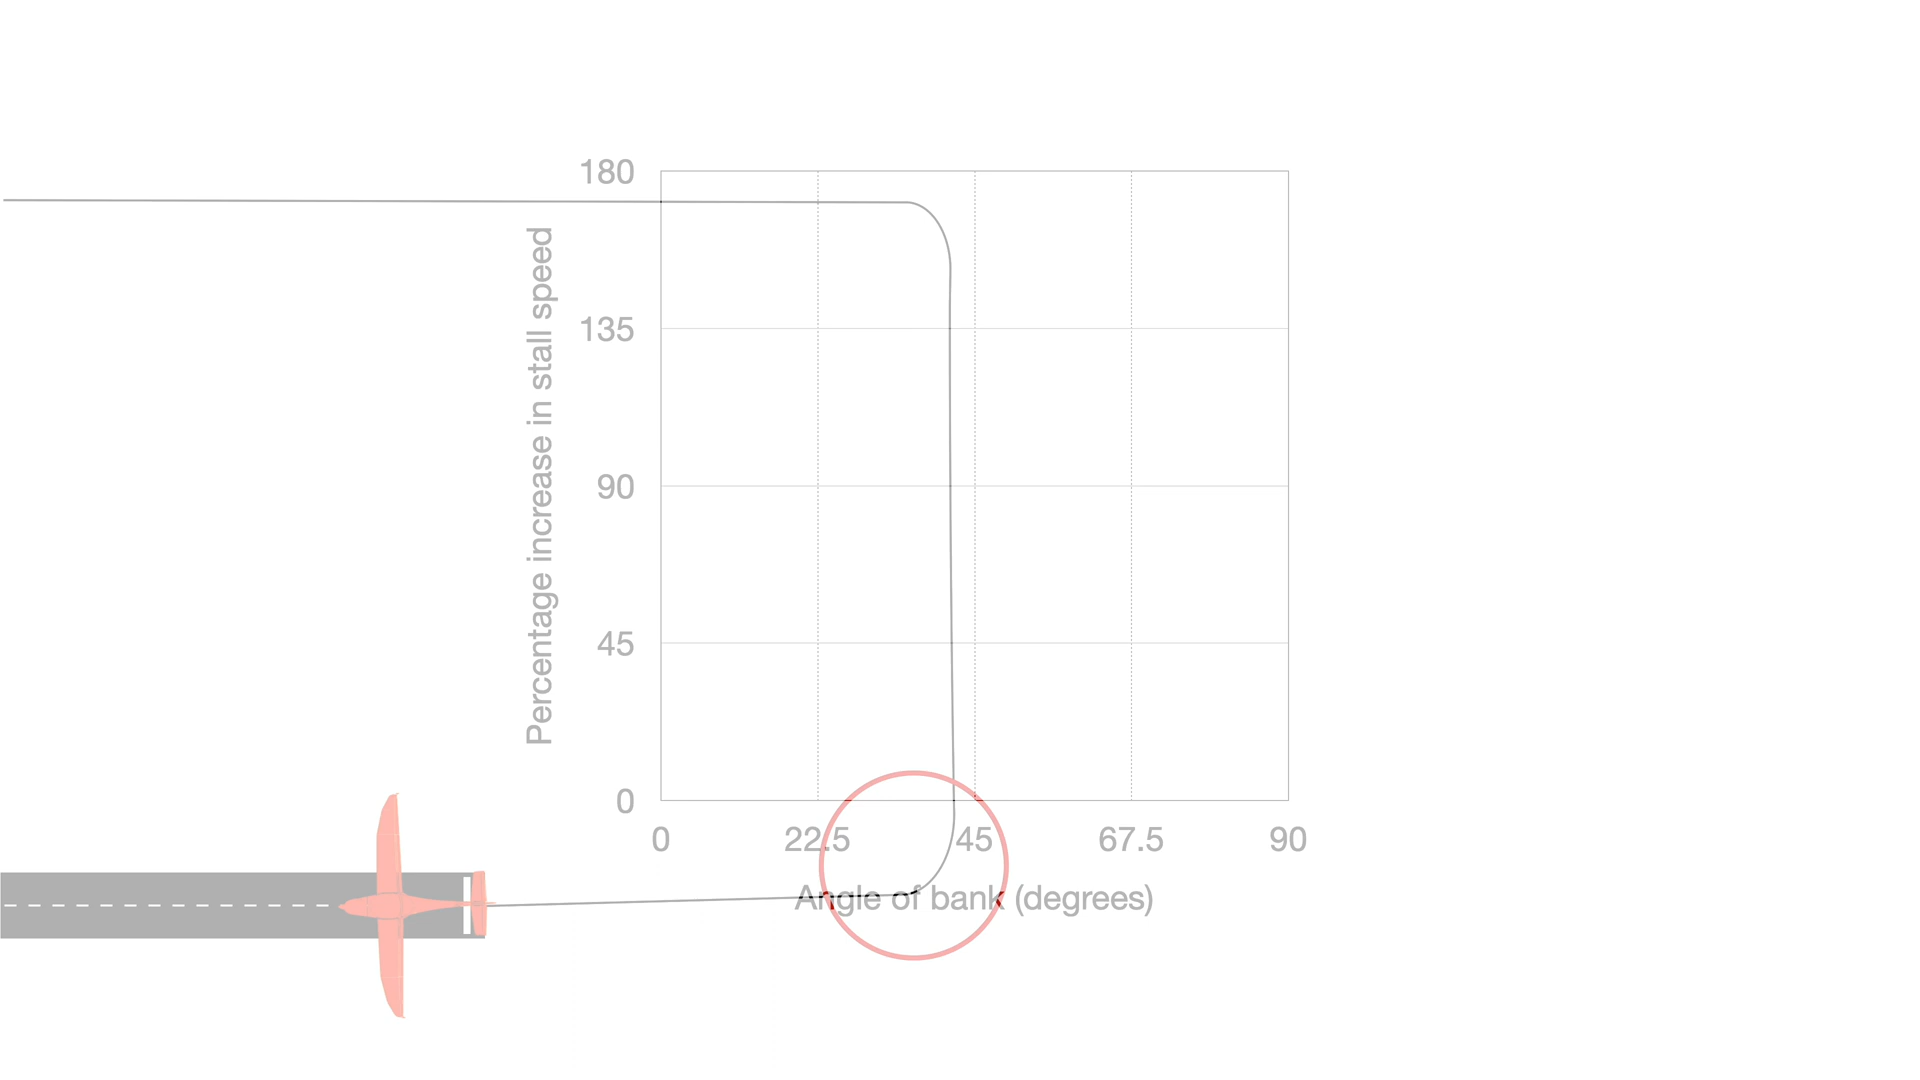 180
135
90
45
0
Percentage increase in stall speed
0 22.5 45 67.5 90
Angle of bank (degrees)